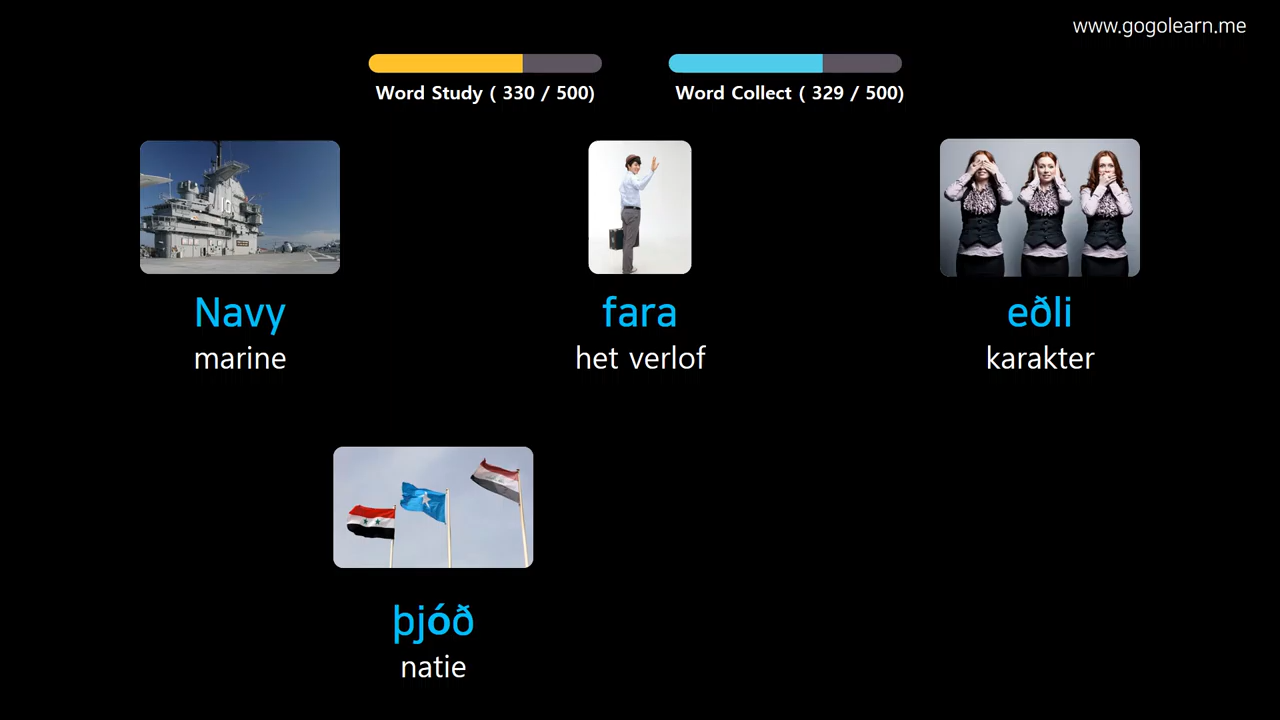 www.gogolearn.me
Word Study ( 330 / 500)
Word Collect ( 329 / 500)
Navy
marine
fara
het verlof
eðli
karakter
þjóð
natie